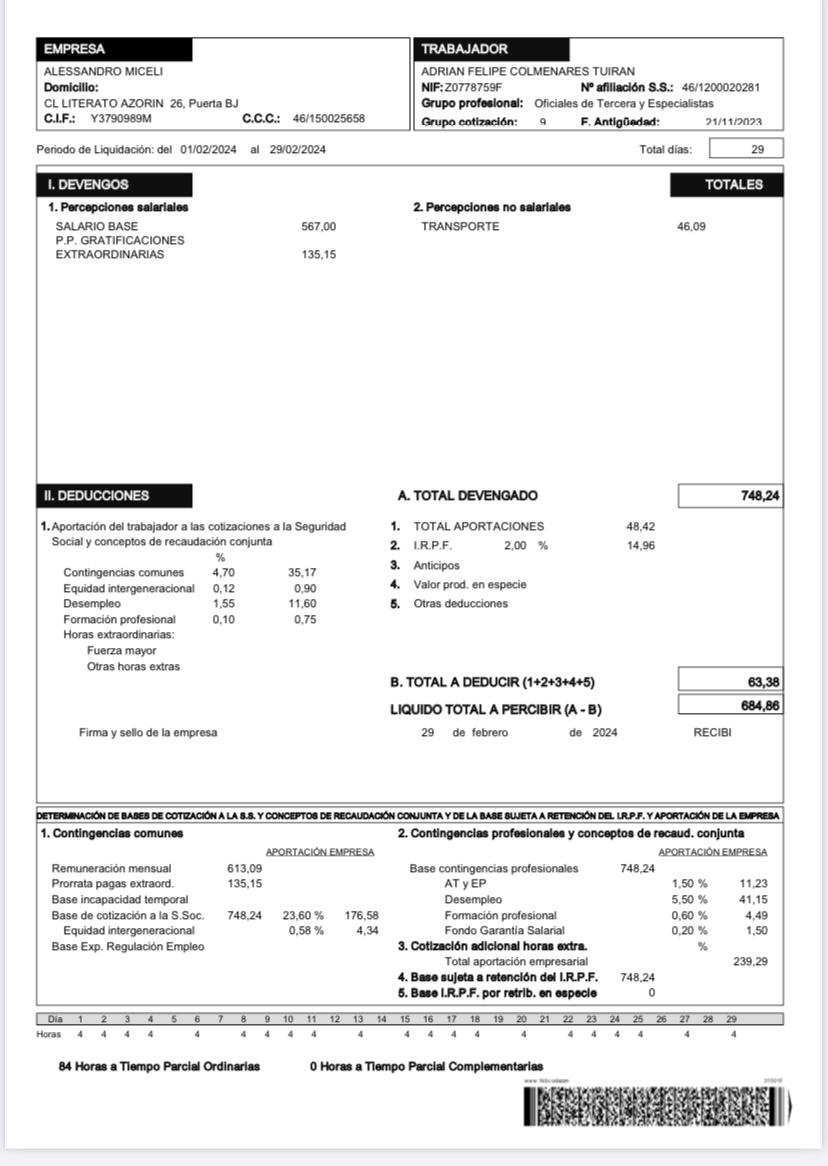 EMPRESA
ALESSANDRO MICELI
Domicilio:
CL LITERATO AZORIN 26, Puerta BJ
C.I.F.: Y3790989M C.C.C.: 46/150025658
TRABAJADOR
ADRIAN FELIPE COLMENARES TUIRAN
NIF: Z0778759F Nº afiliación S.S.: 46/1200020281
Grupo profesional: Oficiales de Tercera y Especialistas
Grupo cotización: 9 F. Antigüedad: 21/11/2023
Periodo de Liquidación: del 01/02/2024 al 29/02/2024 Total días: 29
I. DEVENGOS TOTALES
1. Percepciones salariales 2. Percepciones no salariales
SALARIO BASE 567,00 TRANSPORTE 46,09
P.P. GRATIFICACIONES
EXTRAORDINARIAS 135,15
II. DEDUCCIONES A. TOTAL DEVENGADO 748,24
1. Aportación del trabajador a las cotizaciones a la Seguridad
Social y conceptos de recaudación conjunta
%
Contingencias comunes 4,70 35,17
Equidad intergeneracional 0,12 0,90
Desempleo 1,55 11,60
Formación profesional 0,10 0,75
Horas extraordinarias:
Fuerza mayor
Otras horas extras
1. TOTAL APORTACIONES 48,42
2. I.R.P.F. 2,00 % 14,96
3. Anticipos
4. Valor prod. en especie
5. Otras deducciones
B. TOTAL A DEDUCIR (1+2+3+4+5) 63,38
LIQUIDO TOTAL A PERCIBIR (A - B) 684,86
Firma y sello de la empresa 29 de febrero de 2024 RECIBI
DETERMINACIÓN DE BASES DE COTIZACIÓN A LA S.S. Y CONCEPTOS DE RECAUDACIÓN CONJUNTA Y DE LA BASE SUJETA A RETENCIÓN DEL I.R.P.F. Y APORTACIÓN DE LA EMPRESA
1. Contingencias comunes
APORTACIÓN EMPRESA
Remuneración mensual 613,09
Prorrata pagas extraord. 135,15
Base incapacidad temporal
Base de cotización a la S.Soc. 748,24 23,60 % 176,58
Equidad intergeneracional 0,58 % 4,34
Base Exp. Regulación Empleo
2. Contingencias profesionales y conceptos de recaud. conjunta
APORTACIÓN EMPRESA
Base contingencias profesionales 748,24
AT y EP 1,50 % 11,23
Desempleo 5,50 % 41,15
Formación profesional 0,60 % 4,49
Fondo Garantía Salarial 0,20 % 1,50
3. Cotización adicional horas extra. %
Total aportación empresarial 239,29
4. Base sujeta a retención del I.R.P.F. 748,24
5. Base I.R.P.F. por retrib. en especie 0
Día 1 2 3 4 5 6 7 8 9 10 11 12 13 14 15 16 17 18 19 20 21 22 23 24 25 26 27 28 29
Horas 4 4 4 4 4 4 4 4 4 4 4 4 4 4 4 4 4 4 4 4 4
84 Horas a Tiempo Parcial Ordinarias 0 Horas a Tiempo Parcial Complementarias